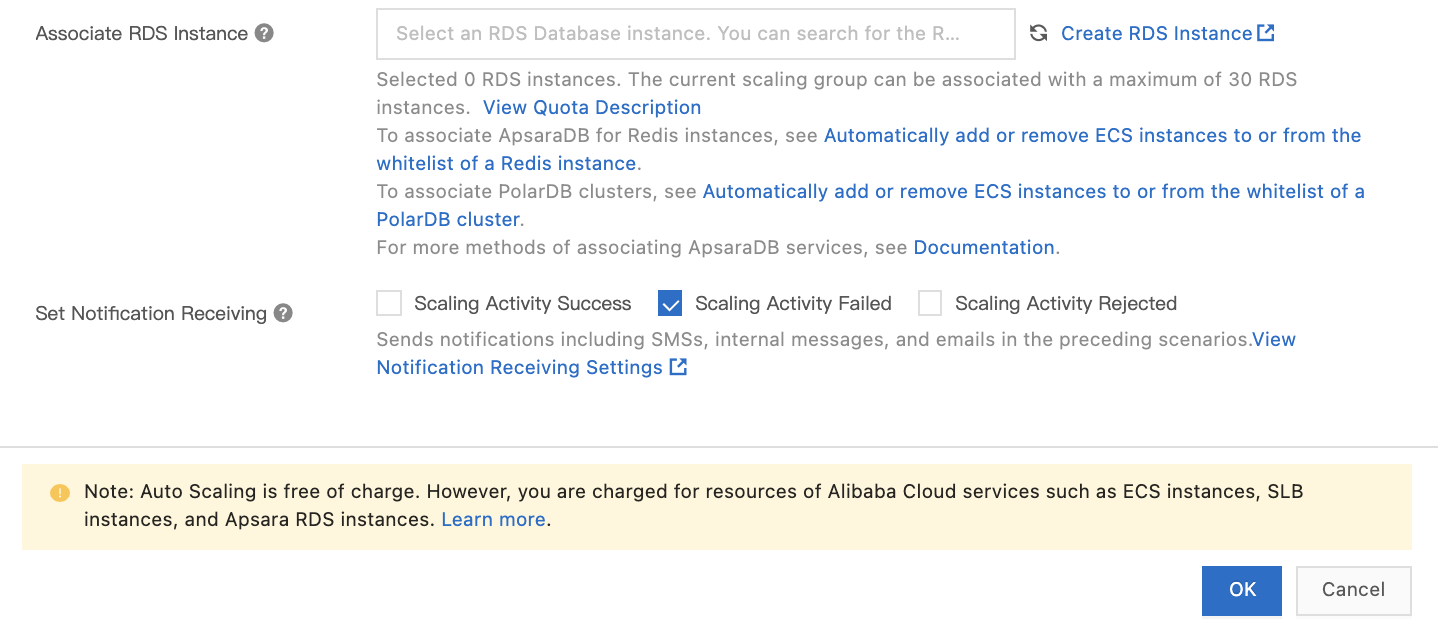 Associate RDS Instance ?
Select an RDS Database instance. You can search for the R...
Create RDS Instance
Selected 0 RDS instances. The current scaling group can be associated with a maximum of 30 RDS
instances. View Quota Description
To associate ApsaraDB for Redis instances, see Automatically add or remove ECS instances to or from the
whitelist of a Redis instance.
To associate PolarDB clusters, see Automatically add or remove ECS instances to or from the whitelist of a
PolarDB cluster.
For more methods of associating ApsaraDB services, see Documentation.
Set Notification Receiving ?
Scaling Activity Success Scaling Activity Failed Scaling Activity Rejected
Sends notifications including SMSs, internal messages, and emails in the preceding scenarios.View
Notification Receiving Settings
Note: Auto Scaling is free of charge. However, you are charged for resources of Alibaba Cloud services such as ECS instances, SLB
instances, and Apsara RDS instances. Learn more.
OK Cancel